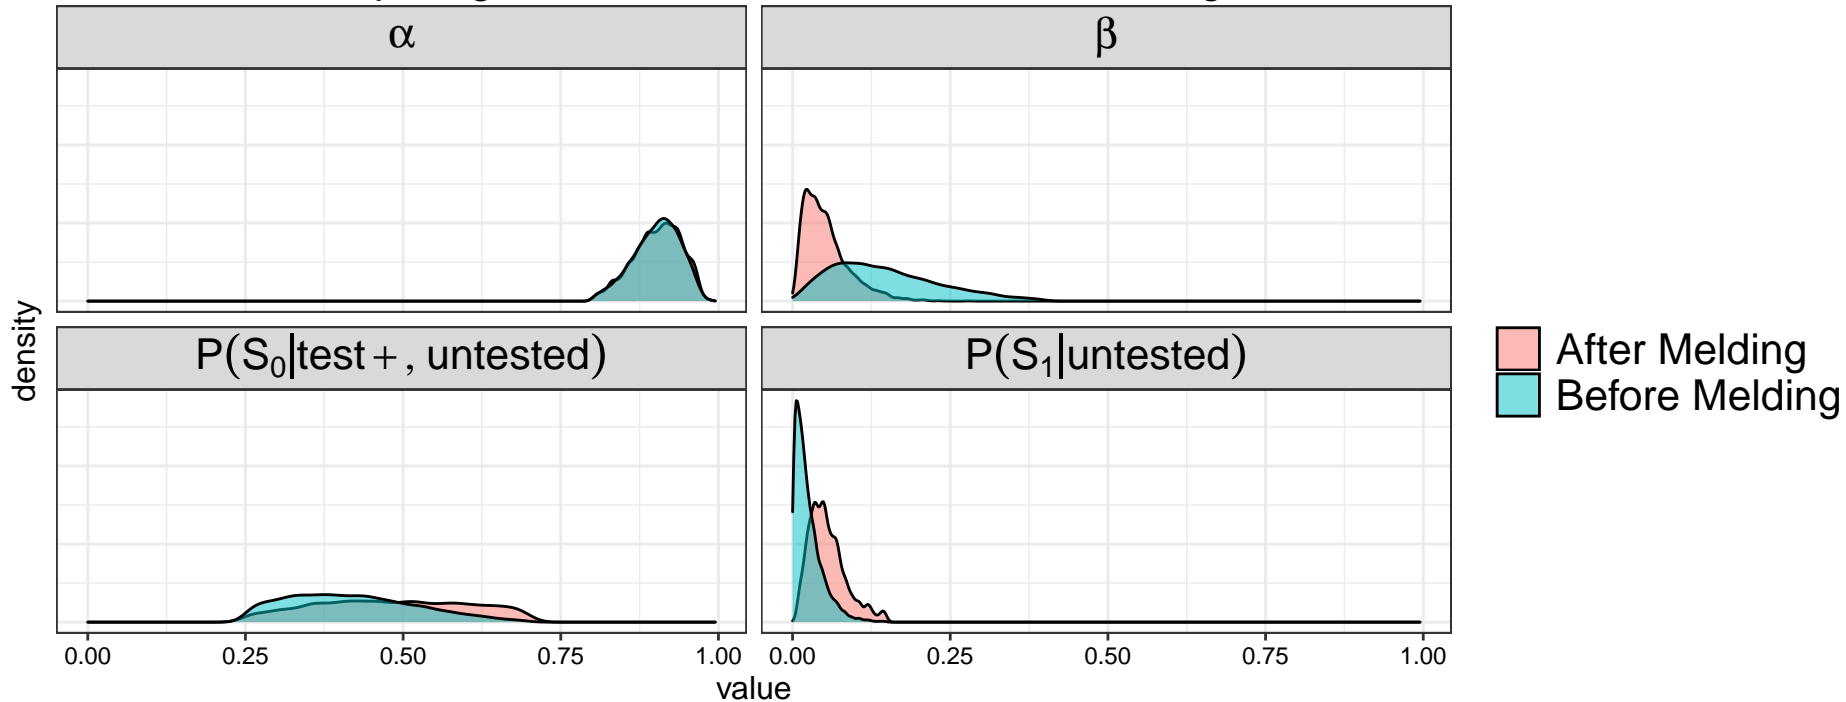 α
β
density
P(S₀|test +, untested)
P(S₁|untested)
After Melding
Before Melding
0.00 0.25 0.50 0.75 1.00 0.00 0.25 0.50 0.75 1.00
value